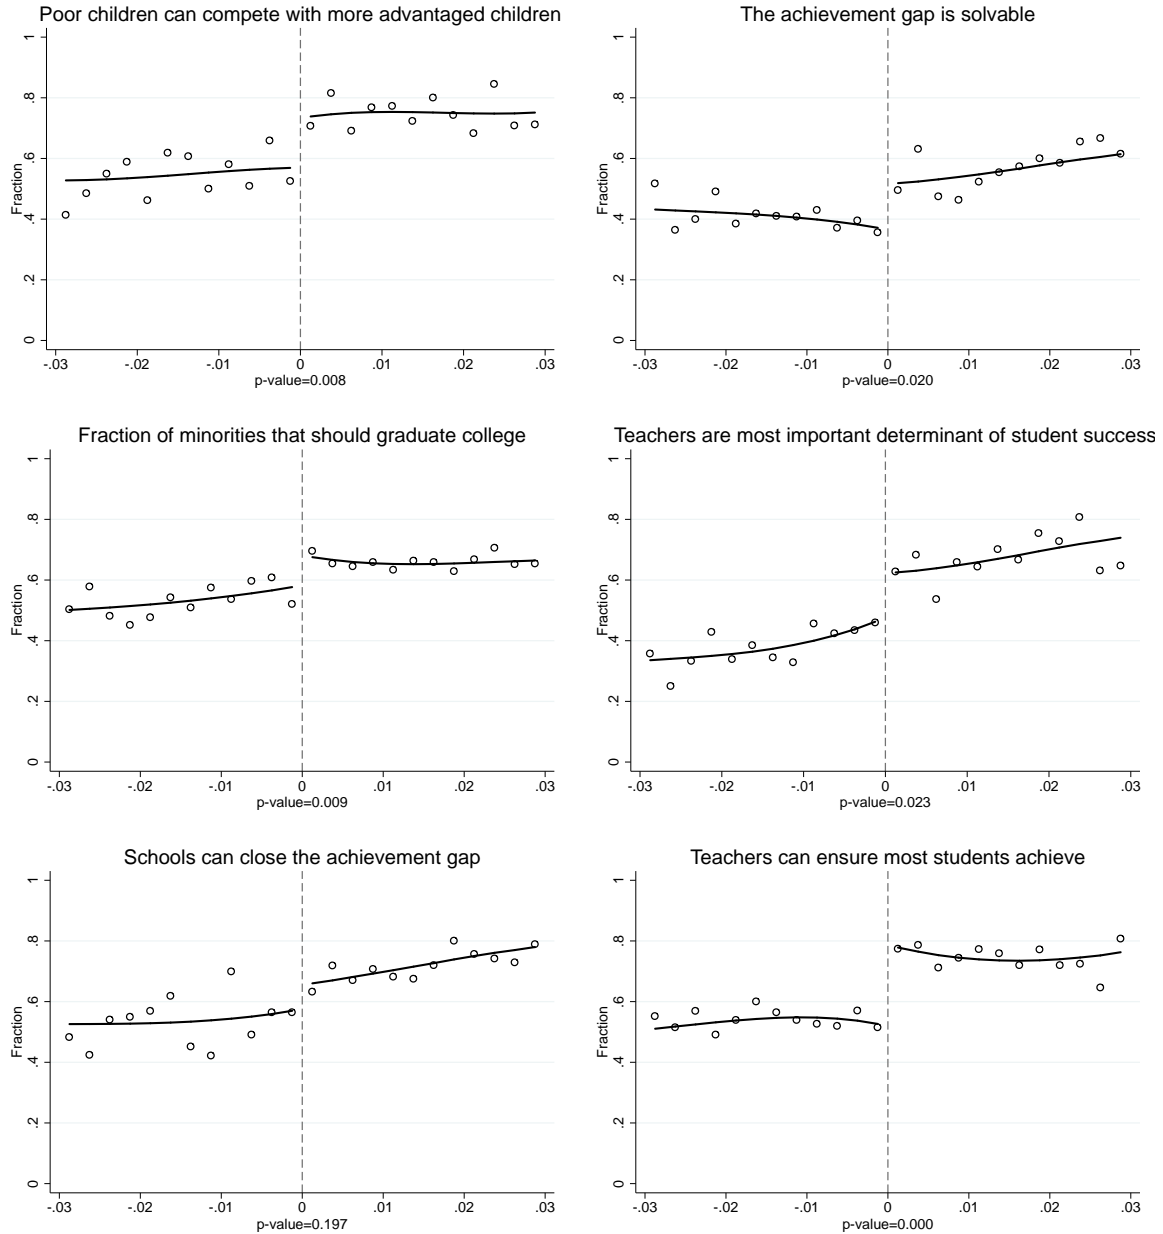 Poor children can compete with more advantaged children
Fraction
1
.8
.6
.4
.2
0
-.03 -.02 -.01 0 .01 .02 .03
p-value=0.008
The achievement gap is solvable
Fraction
1
.8
.6
.4
.2
0
-.03 -.02 -.01 0 .01 .02 .03
p-value=0.020
Fraction of minorities that should graduate college
Fraction
1
.8
.6
.4
.2
0
-.03 -.02 -.01 0 .01 .02 .03
p-value=0.009
Teachers are most important determinant of student success
Fraction
1
.8
.6
.4
.2
0
-.03 -.02 -.01 0 .01 .02 .03
p-value=0.023
Schools can close the achievement gap
Fraction
1
.8
.6
.4
.2
0
-.03 -.02 -.01 0 .01 .02 .03
p-value=0.197
Teachers can ensure most students achieve
Fraction
1
.8
.6
.4
.2
0
-.03 -.02 -.01 0 .01 .02 .03
p-value=0.000